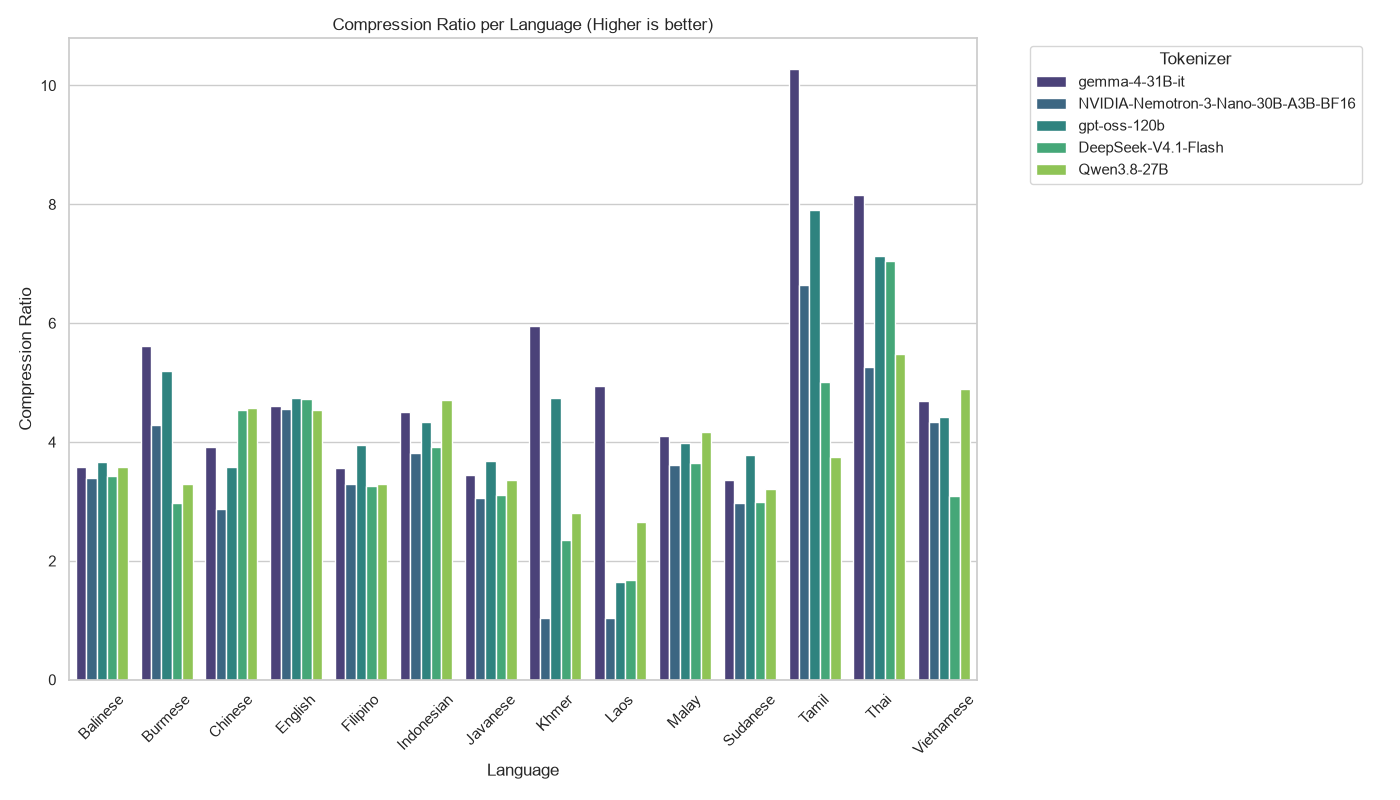 Compression Ratio per Language (Higher is better)
Tokenizer
gemma-4-31B-it
NVIDIA-Nemotron-3-Nano-30B-A3B-BF16
gpt-oss-120b
DeepSeek-V4.1-Flash
Qwen3.8-27B
Compression Ratio
10
8
6
4
2
0
Balinese
Burmese
Chinese
English
Filipino
Indonesian
Javanese
Khmer
Laos
Malay
Sudanese
Tamil
Thai
Vietnamese
Language